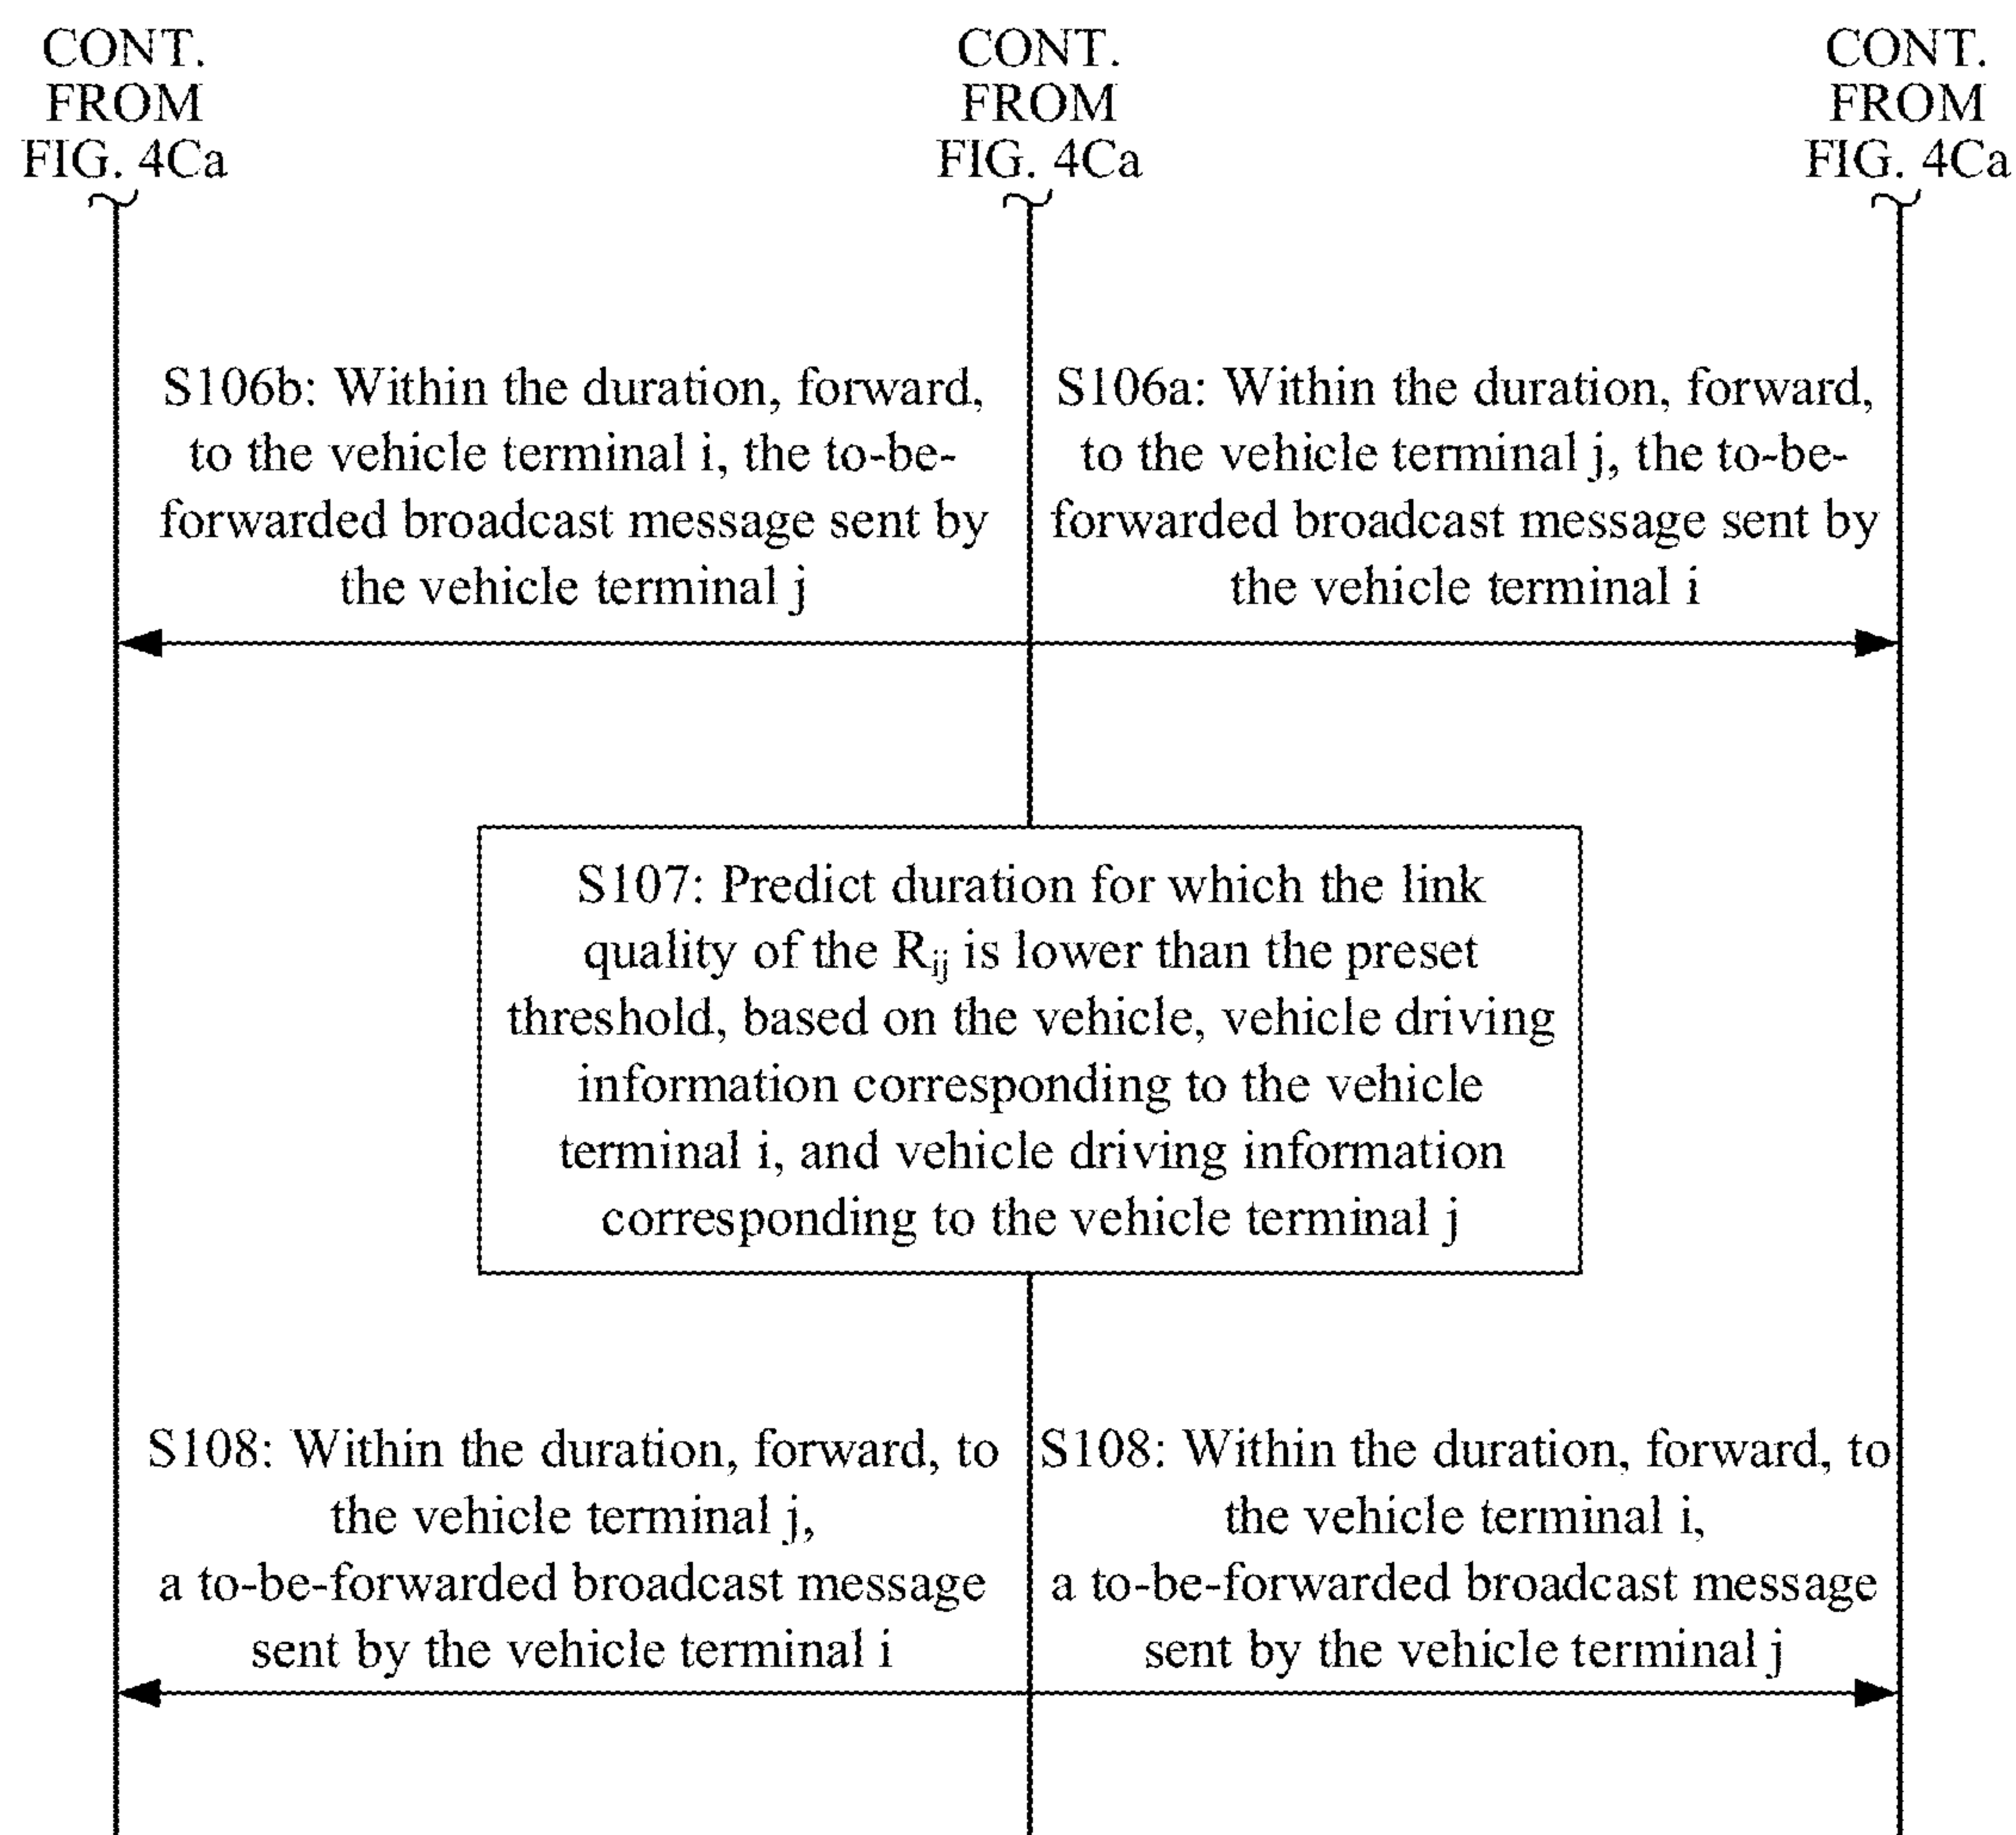 CONT.
FROM
FIG. 4Ca
CONT.
FROM
FIG. 4Ca
CONT.
FROM
FIG. 4Ca
S106b: Within the duration, forward,
to the vehicle terminal i, the to-be-
forwarded broadcast message sent by
the vehicle terminal j
S106a: Within the duration, forward,
to the vehicle terminal j, the to-be-
forwarded broadcast message sent by
the vehicle terminal i
S107: Predict duration for which the link
quality of the Rij is lower than the preset
threshold, based on the vehicle, vehicle driving
information corresponding to the vehicle
terminal i, and vehicle driving information
corresponding to the vehicle terminal j
S108: Within the duration, forward, to
the vehicle terminal j,
a to-be-forwarded broadcast message
sent by the vehicle terminal i
S108: Within the duration, forward, to
the vehicle terminal i,
a to-be-forwarded broadcast message
sent by the vehicle terminal j